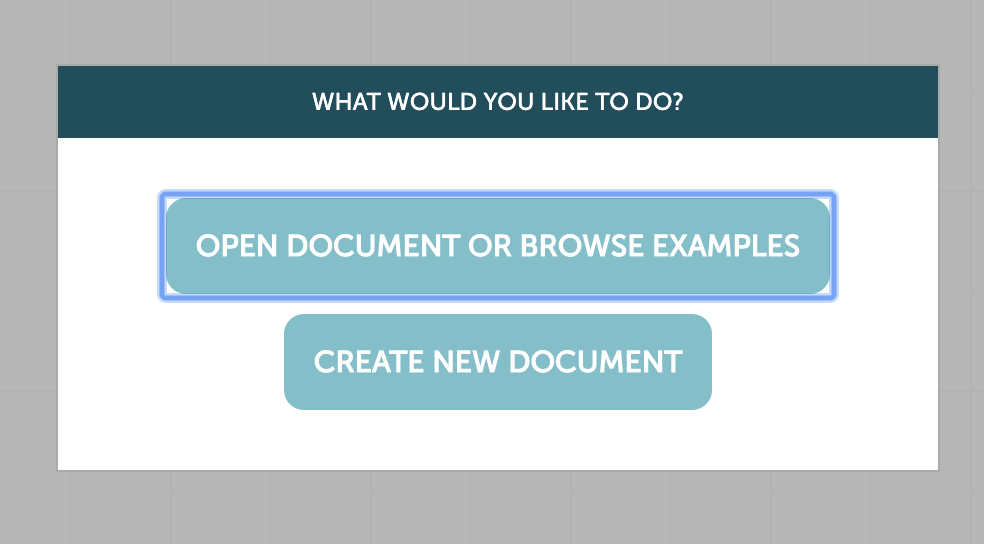 WHAT WOULD YOU LIKE TO DO?
OPEN DOCUMENT OR BROWSE EXAMPLES
CREATE NEW DOCUMENT